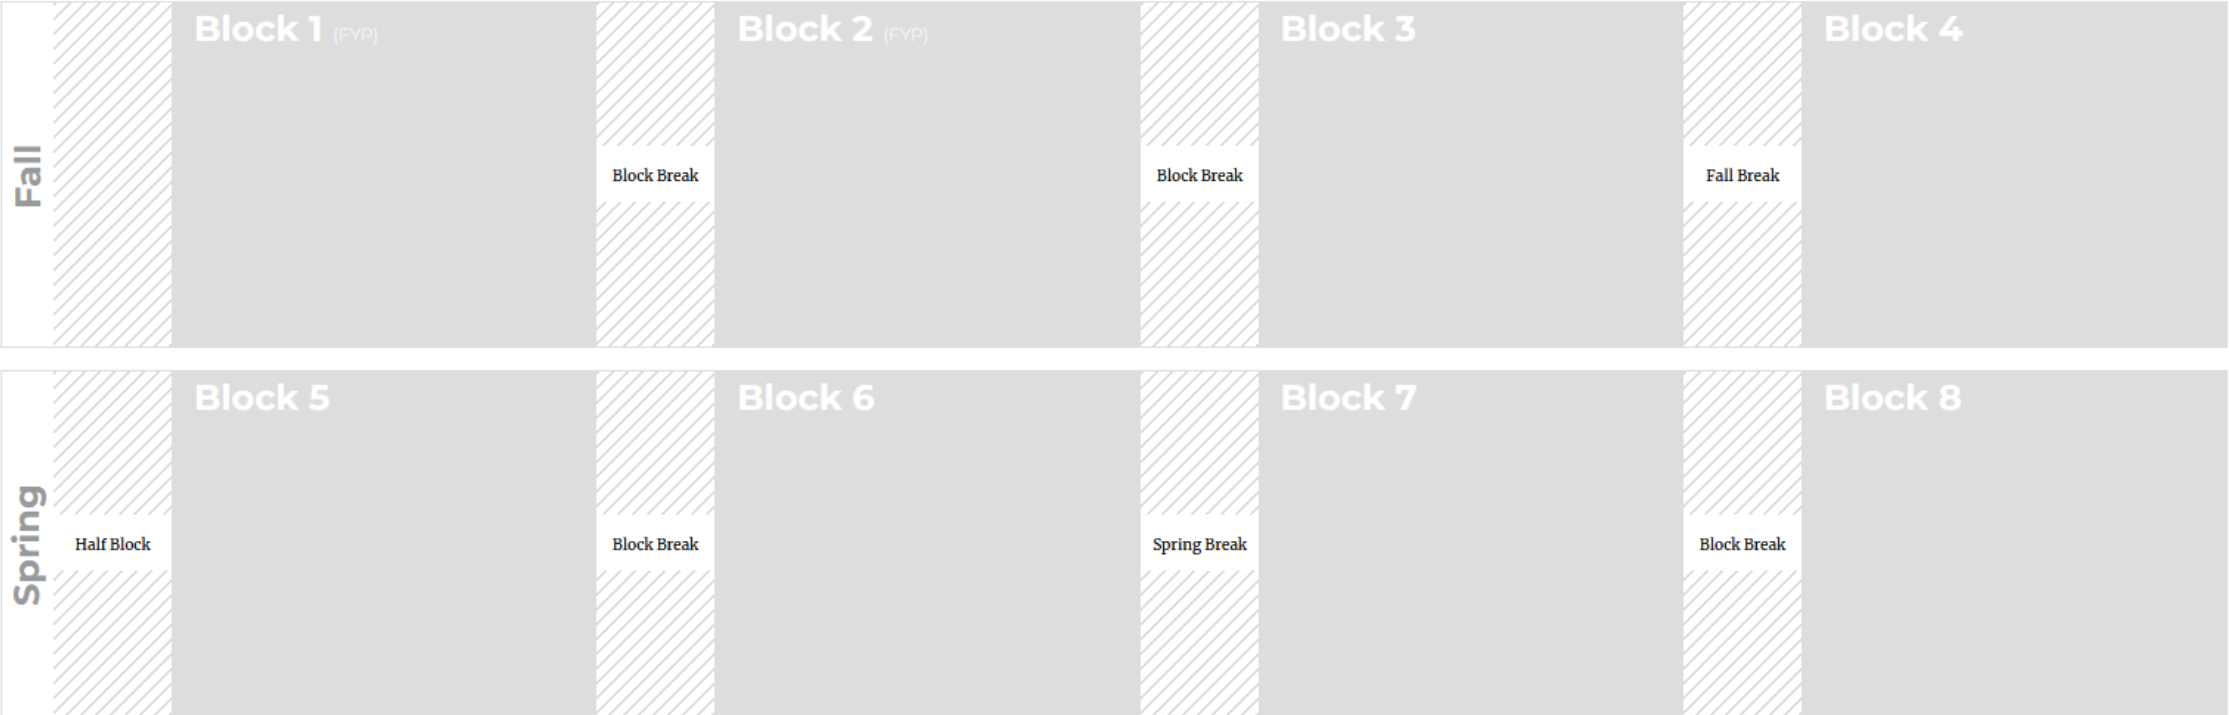 Fall
Block 1 (FYP)
Block Break
Block 2 (FYP)
Block Break
Block 3
Fall Break
Block 4
Spring
Half Block
Block 5
Block Break
Block 6
Spring Break
Block 7
Block Break
Block 8